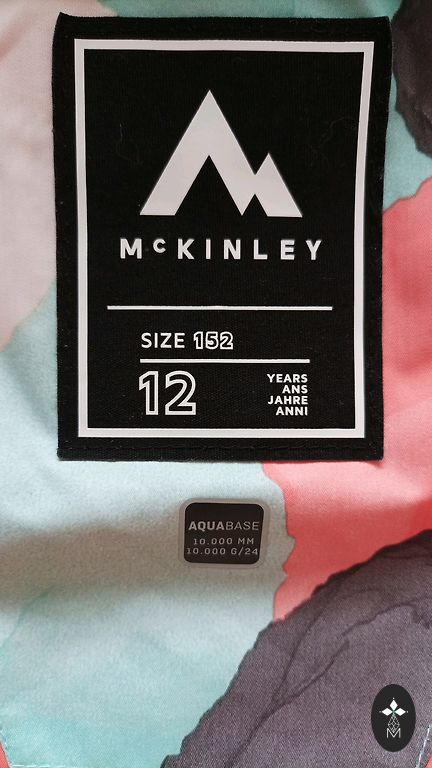 McKINLEY
SIZE 152
12
YEARS
ANS
JAHRE
ANNI
AQUABASE
10.000 MM
10.000 G/24
M